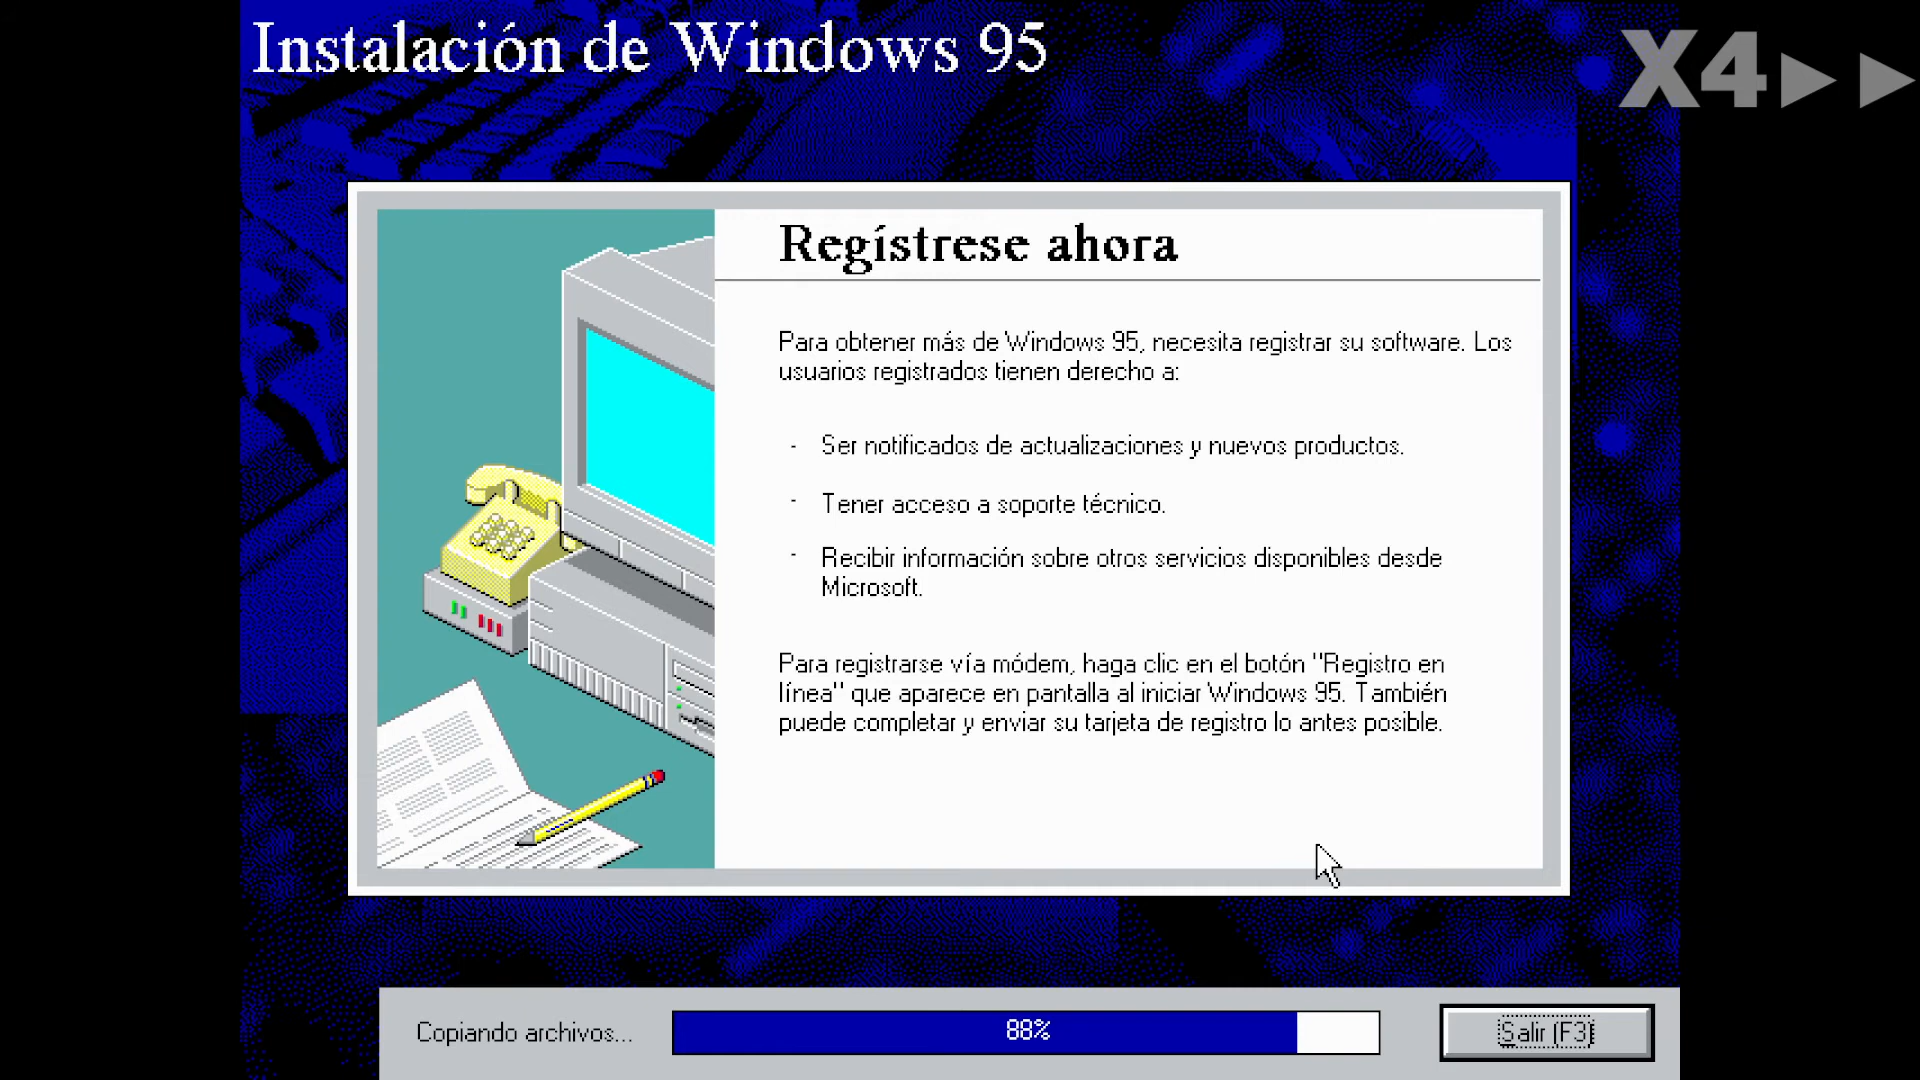 Instalación de Windows 95
X4
Regístrese ahora
Para obtener más de Windows 95, necesita registrar su software. Los
usuarios registrados tienen derecho a:
- Ser notificados de actualizaciones y nuevos productos.
- Tener acceso a soporte técnico.
- Recibir información sobre otros servicios disponibles desde
Microsoft.
Para registrarse vía módem, haga clic en el botón "Registro en
línea" que aparece en pantalla al iniciar Windows 95. También
puede completar y enviar su tarjeta de registro lo antes posible.
Copiando archivos...
88%
Salir (F3)